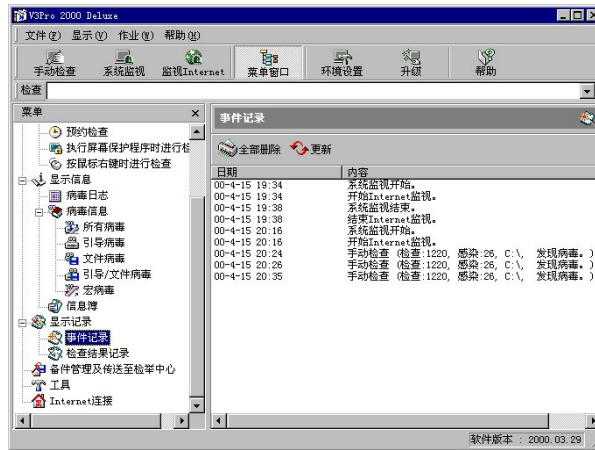 V3Pro 2000 Deluxe
文件(F) 显示(V) 作业(W) 帮助(H)
手动检查 系统监视 监视Internet 菜单窗口 环境设置 升级 帮助
检查
菜单
预约检查
执行屏幕保护程序时进行检
按鼠标右键时进行检查
显示信息
病毒日志
病毒信息
所有病毒
引导病毒
文件病毒
引导/文件病毒
宏病毒
信息簿
显示记录
事件记录
检查结果记录
备件管理及传送至检举中心
工具
Internet连接
事件记录
全部删除 更新
日期 内容
00-4-15 19:34 系统监视开始。
00-4-15 19:34 开始Internet监视。
00-4-15 19:38 系统监视结束。
00-4-15 19:38 结束Internet监视。
00-4-15 20:16 系统监视开始。
00-4-15 20:16 开始Internet监视。
00-4-15 20:24 手动检查 (检查:1220, 感染:26, C:\, 发现病毒。)
00-4-15 20:26 手动检查 (检查:1220, 感染:26, C:\, 发现病毒。)
00-4-15 20:35 手动检查 (检查:1220, 感染:26, C:\, 发现病毒。)
软件版本 : 2000.03.29